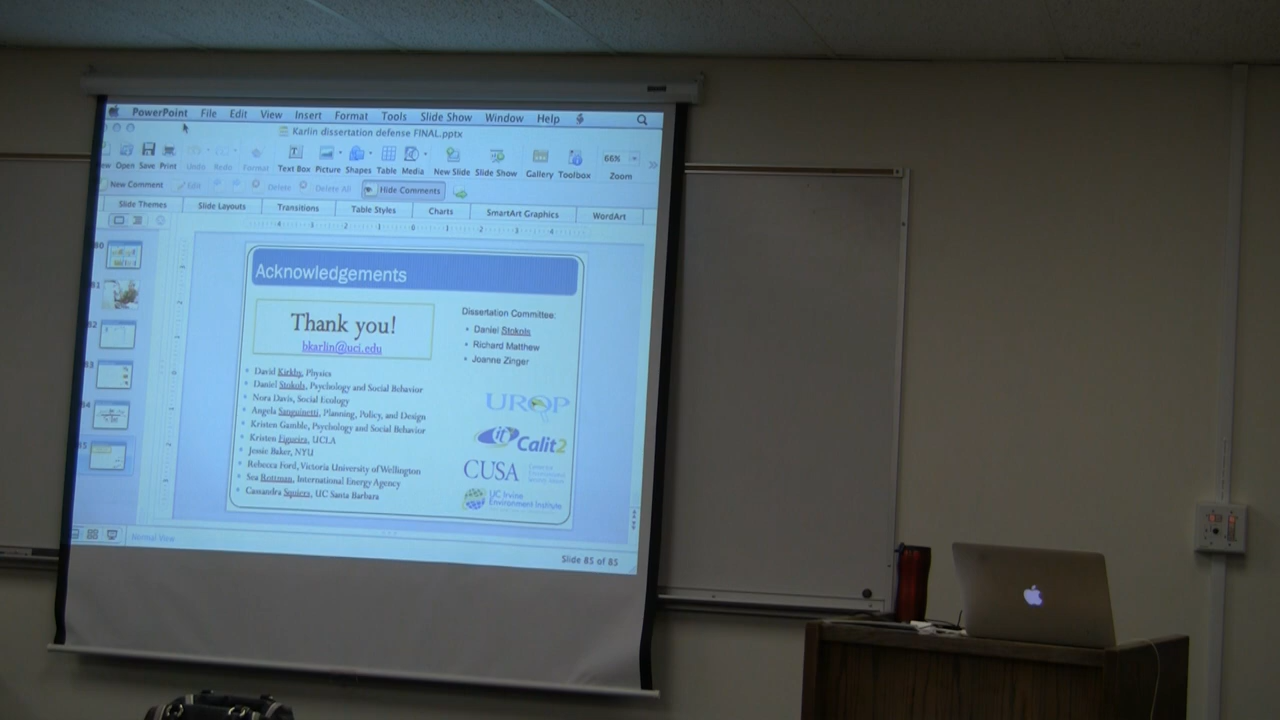 PowerPoint File Edit View Insert Format Tools Slide Show Window Help
Karlin dissertation defense FINAL.pptx
66%
Open Save Print Undo Redo Format Text Box Picture Shapes Table Media New Slide Slide Show Gallery Toolbox Zoom
New Comment Edit Delete Delete All Hide Comments
Slide Themes Slide Layouts Transitions Table Styles Charts SmartArt Graphics WordArt
Acknowledgements
Thank you!
bkarlin@uci.edu
Dissertation Committee:
• Daniel Stokols
• Richard Matthew
• Joanne Zinger
• David Kirkby, Physics
• Daniel Stokols, Psychology and Social Behavior
• Nora Davis, Social Ecology
• Angela Sanguinetti, Planning, Policy, and Design
• Kristen Gamble, Psychology and Social Behavior
• Kristen Figueira, UCLA
• Jessie Baker, NYU
• Rebecca Ford, Victoria University of Wellington
• Sea Rottman, International Energy Agency
• Cassandra Squiers, UC Santa Barbara
UROP
it Calit2
CUSA
UC Irvine
Environment Institute
Normal View
Slide 85 of 85